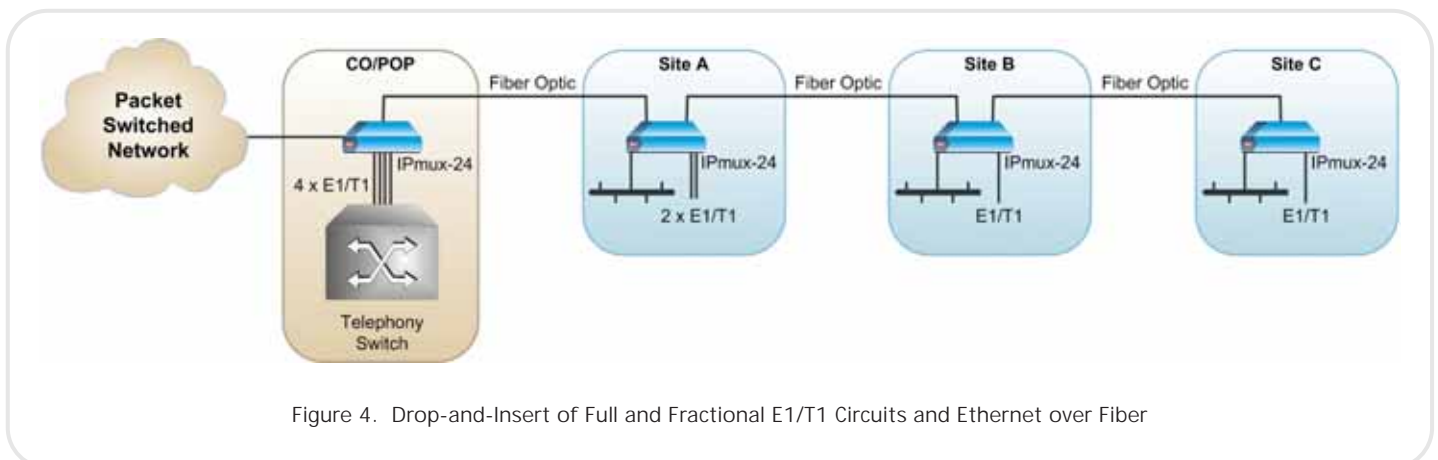 Packet
Switched
Network
CO/POP
IPmux-24
4 x E1/T1
Telephony
Switch
Fiber Optic
Site A
IPmux-24
2 x E1/T1
Fiber Optic
Site B
IPmux-24
E1/T1
Fiber Optic
Site C
IPmux-24
E1/T1
Figure 4. Drop-and-Insert of Full and Fractional E1/T1 Circuits and Ethernet over Fiber